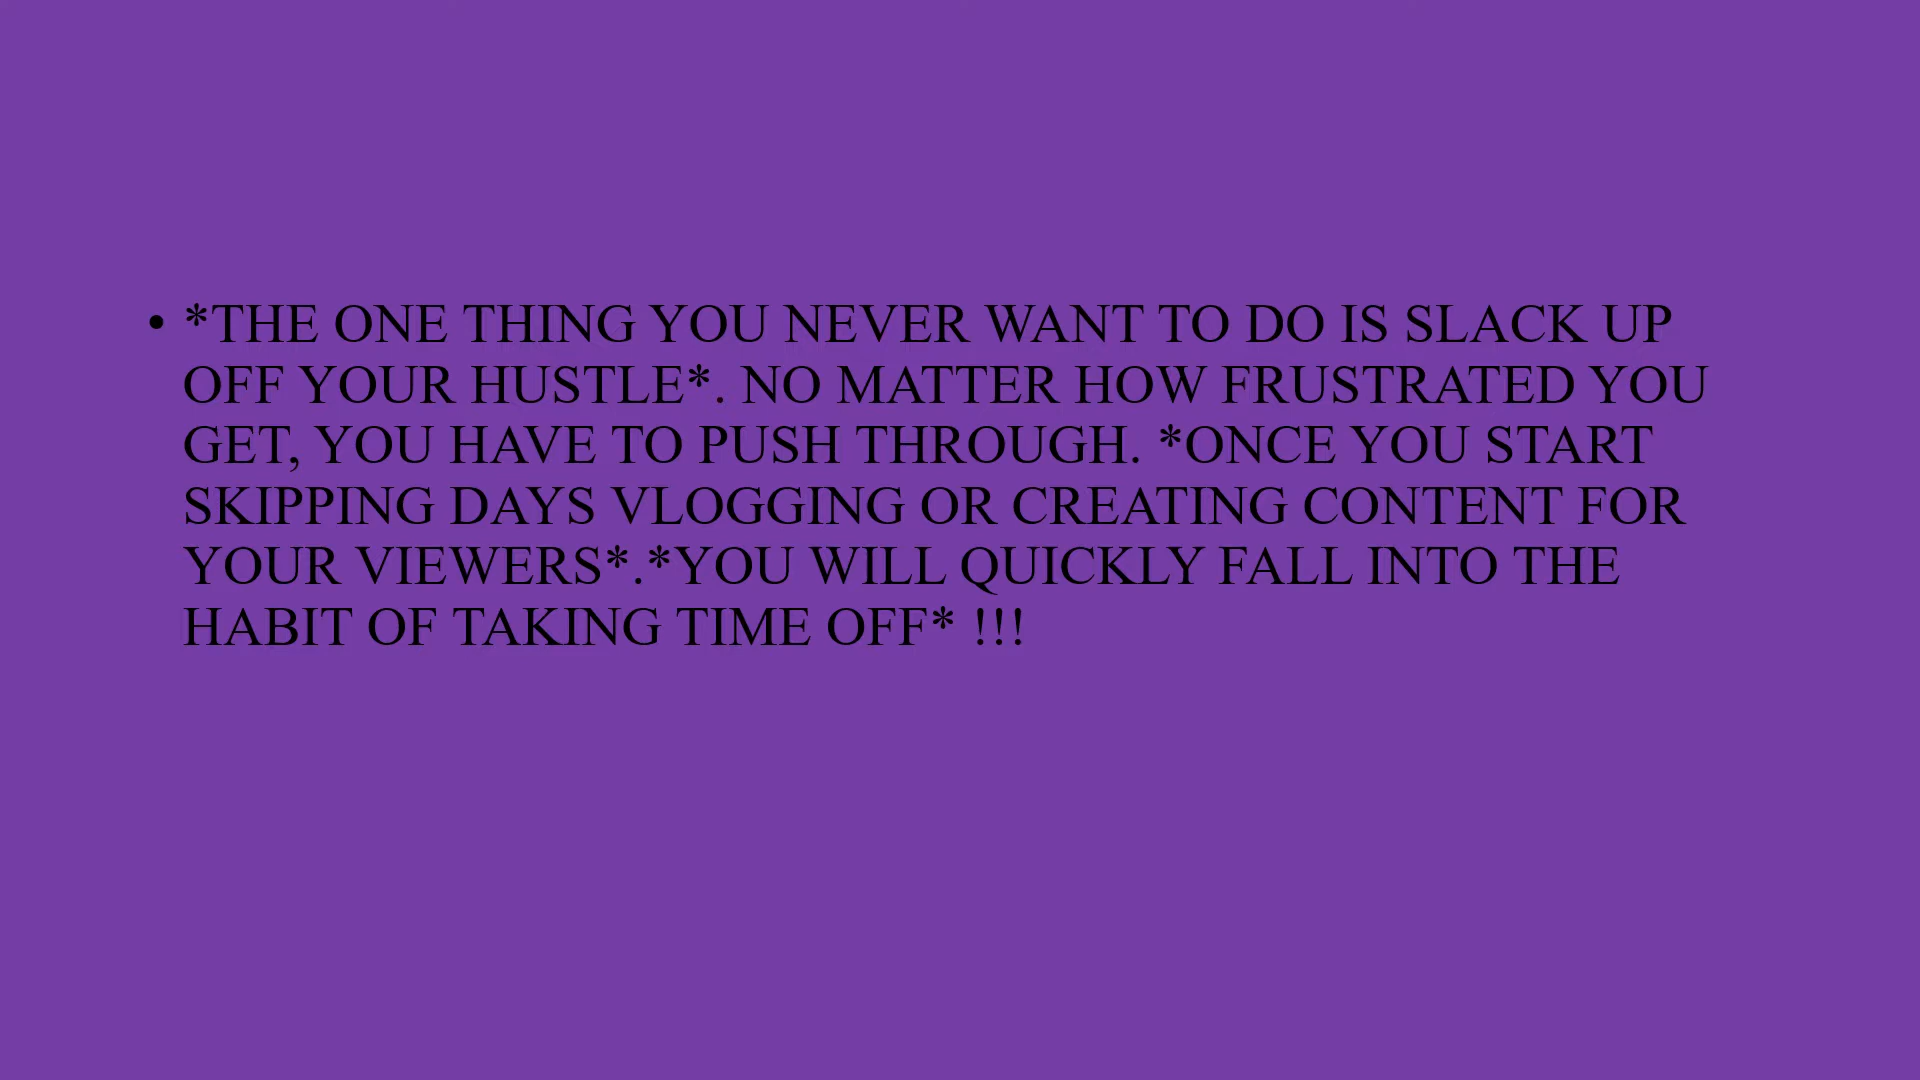 • *THE ONE THING YOU NEVER WANT TO DO IS SLACK UP
OFF YOUR HUSTLE*. NO MATTER HOW FRUSTRATED YOU
GET, YOU HAVE TO PUSH THROUGH. *ONCE YOU START
SKIPPING DAYS VLOGGING OR CREATING CONTENT FOR
YOUR VIEWERS*.*YOU WILL QUICKLY FALL INTO THE
HABIT OF TAKING TIME OFF* !!!